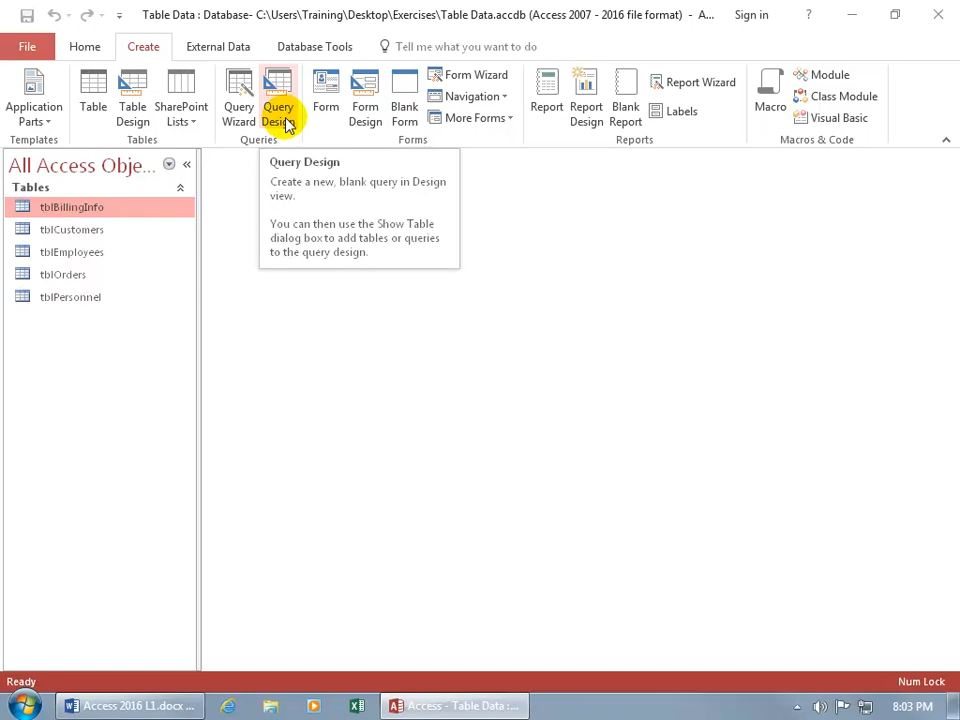 Table Data : Database- C:\Users\Training\Desktop\Exercises\Table Data.accdb (Access 2007 - 2016 file format) - A...
Sign in
?
File
Home
Create
External Data
Database Tools
Tell me what you want to do
Application Parts
Table
Table Design
SharePoint Lists
Query Wizard
Query Design
Form
Form Design
Blank Form
Form Wizard
Navigation
More Forms
Report
Report Design
Blank Report
Report Wizard
Labels
Macro
Module
Class Module
Visual Basic
Templates
Tables
Queries
Forms
Reports
Macros & Code
All Access Obje...
Tables
tblBillingInfo
tblCustomers
tblEmployees
tblOrders
tblPersonnel
Query Design
Create a new, blank query in Design
view.
You can then use the Show Table
dialog box to add tables or queries
to the query design.
Ready
Num Lock
Access 2016 L1.docx ...
Access - Table Data :...
8:03 PM